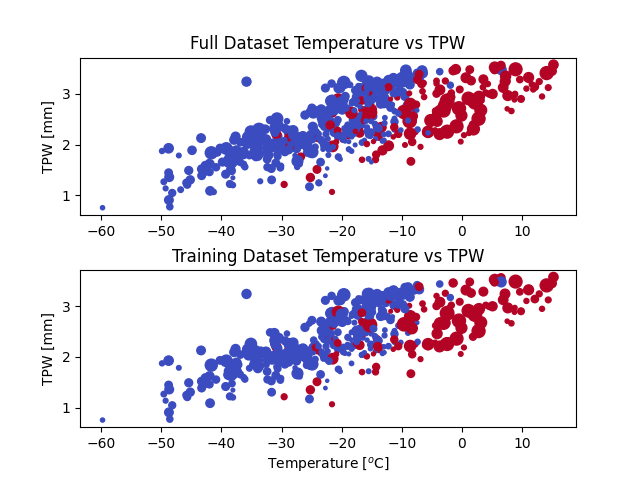 Full Dataset Temperature vs TPW
TPW [mm]
3
2
1
−60 −50 −40 −30 −20 −10 0 10
Training Dataset Temperature vs TPW
TPW [mm]
3
2
1
−60 −50 −40 −30 −20 −10 0 10
Temperature [°C]